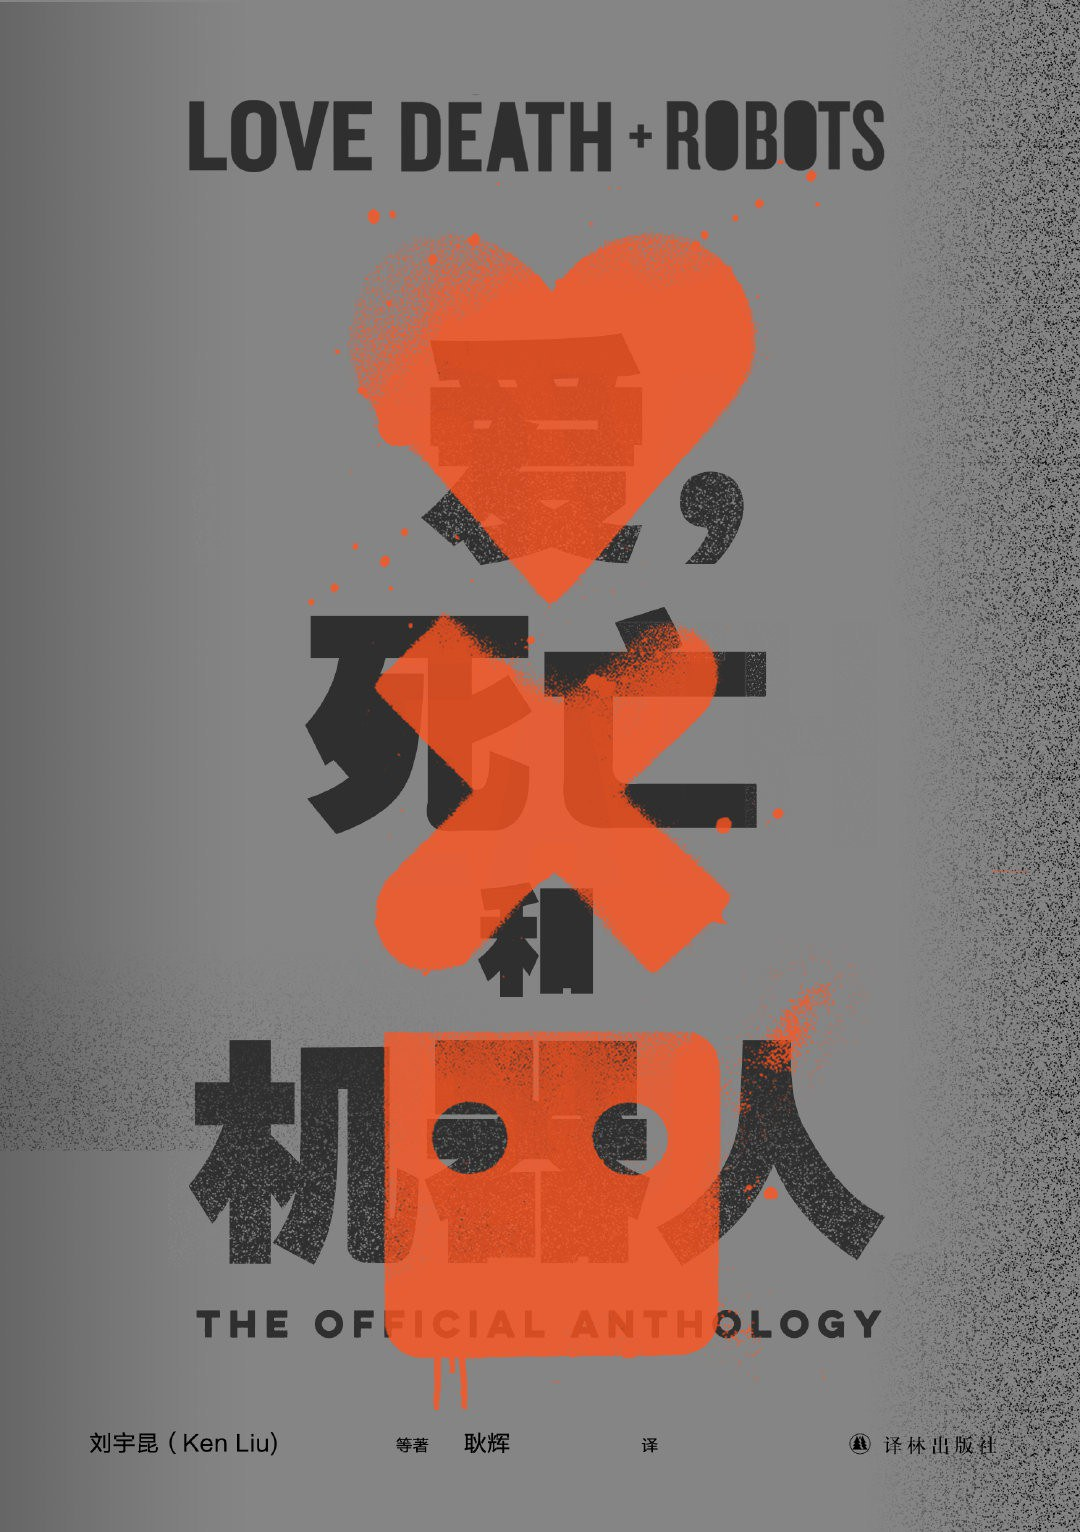 LOVE DEATH + ROBOTS
爱,
死亡
和
机器人
THE OFFICIAL ANTHOLOGY
刘宇昆 (Ken Liu) 等著 耿辉 译 译林出版社